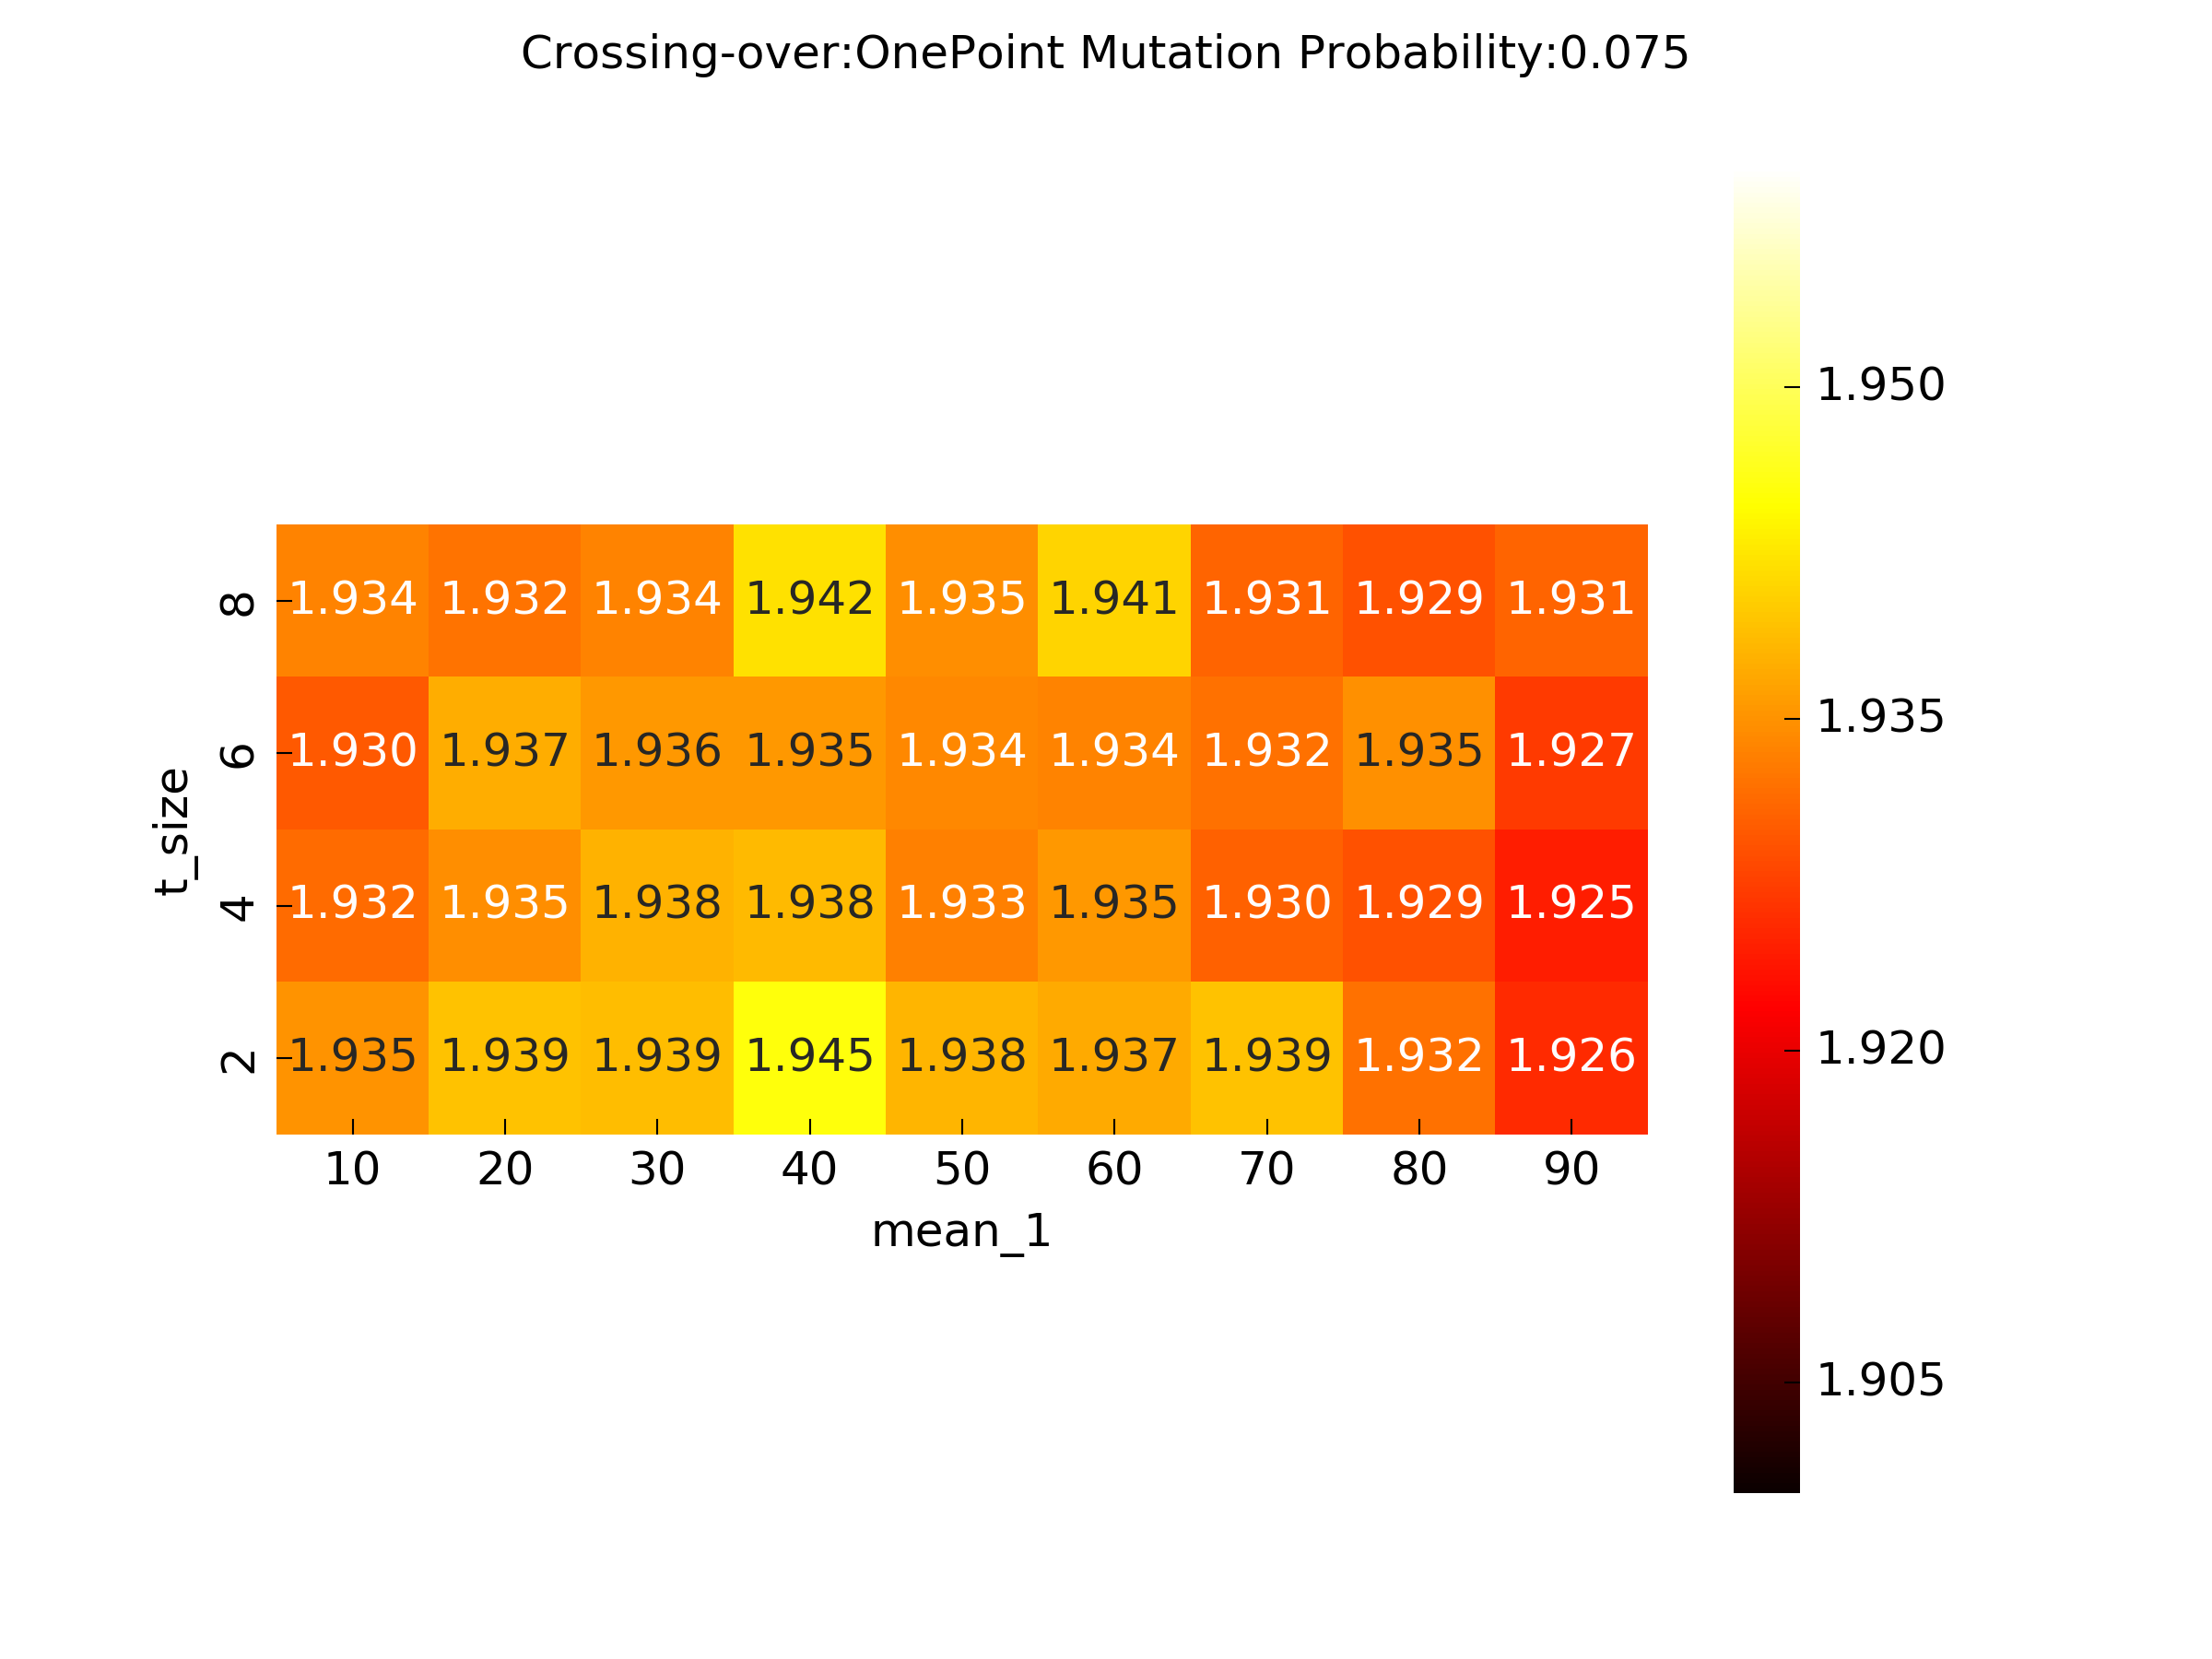 Crossing-over:OnePoint Mutation Probability:0.075
8 1.934 1.932 1.934 1.942 1.935 1.941 1.931 1.929 1.931
6 1.930 1.937 1.936 1.935 1.934 1.934 1.932 1.935 1.927
4 1.932 1.935 1.938 1.938 1.933 1.935 1.930 1.929 1.925
2 1.935 1.939 1.939 1.945 1.938 1.937 1.939 1.932 1.926
t_size
10 20 30 40 50 60 70 80 90
mean_1
1.950
1.935
1.920
1.905